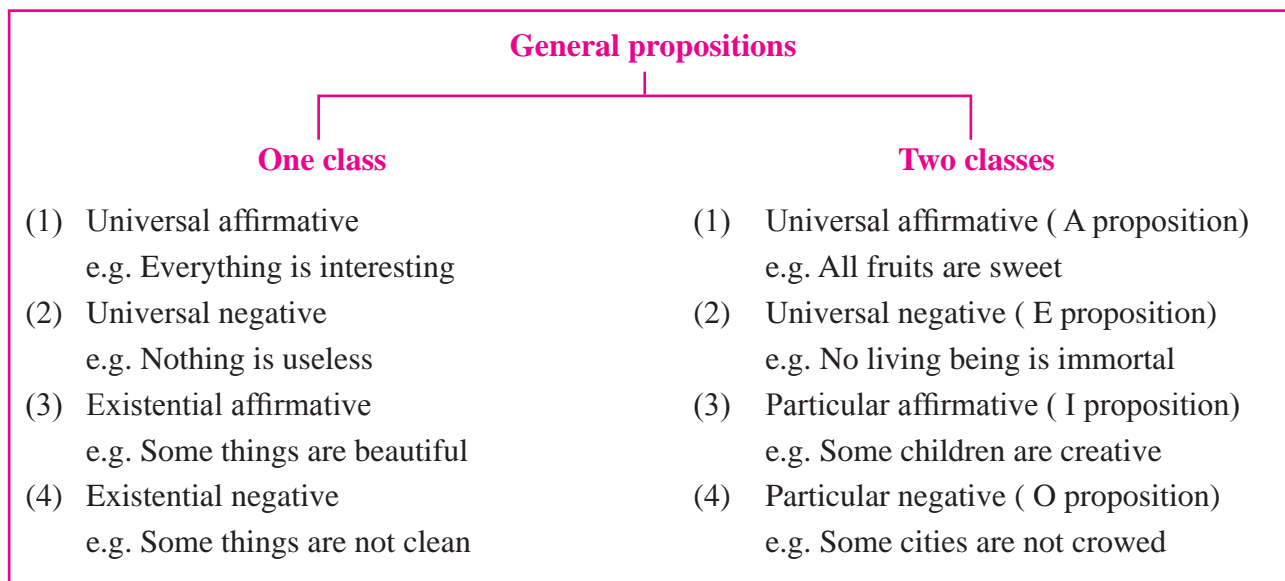 General propositions
One class
(1) Universal affirmative
e.g. Everything is interesting
(2) Universal negative
e.g. Nothing is useless
(3) Existential affirmative
e.g. Some things are beautiful
(4) Existential negative
e.g. Some things are not clean
Two classes
(1) Universal affirmative ( A proposition)
e.g. All fruits are sweet
(2) Universal negative ( E proposition)
e.g. No living being is immortal
(3) Particular affirmative ( I proposition)
e.g. Some children are creative
(4) Particular negative ( O proposition)
e.g. Some cities are not crowed